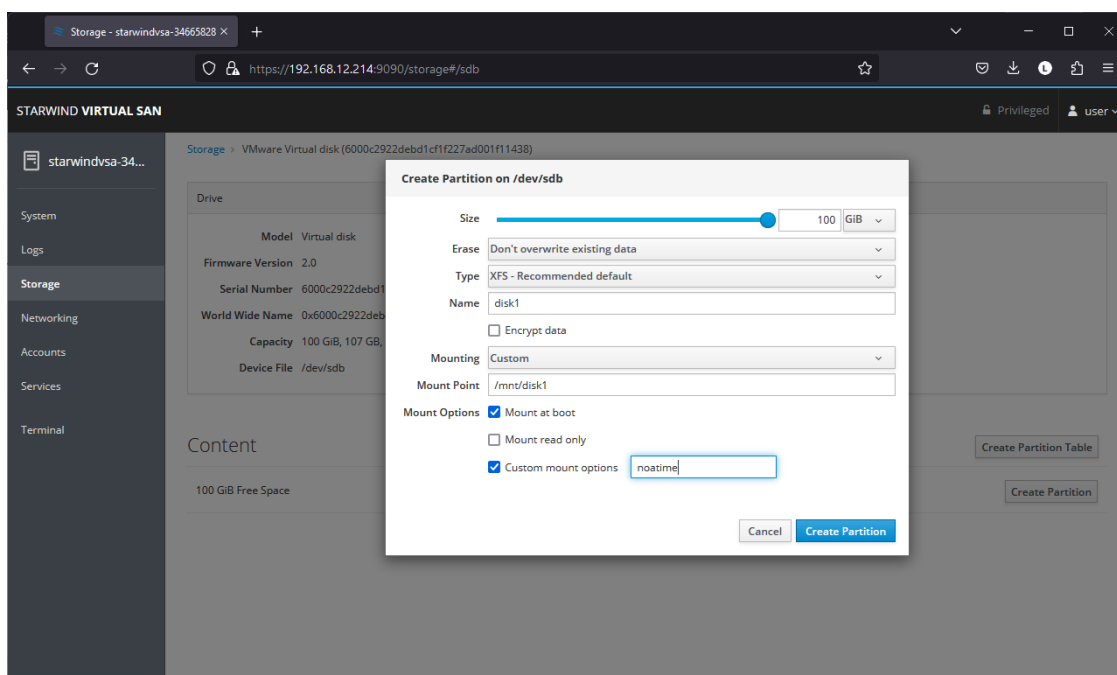 Storage - starwindvsa-34665828
https://192.168.12.214:9090/storage#/sdb
L
STARWIND VIRTUAL SAN
Privileged
user
starwindvsa-34...
System
Logs
Storage
Networking
Accounts
Services
Terminal
Storage > VMware Virtual disk (6000c2922debd1cf1f227ad001f11438)
Drive
Model Virtual disk
Firmware Version 2.0
Serial Number 6000c2922debd1
World Wide Name 0x6000c2922deb
Capacity 100 GiB, 107 GB,
Device File /dev/sdb
Content
Create Partition Table
100 GiB Free Space
Create Partition
Create Partition on /dev/sdb
Size 100 GiB
Erase Don't overwrite existing data
Type XFS - Recommended default
Name disk1
Encrypt data
Mounting Custom
Mount Point /mnt/disk1
Mount Options Mount at boot
Mount read only
Custom mount options noatime
Cancel Create Partition